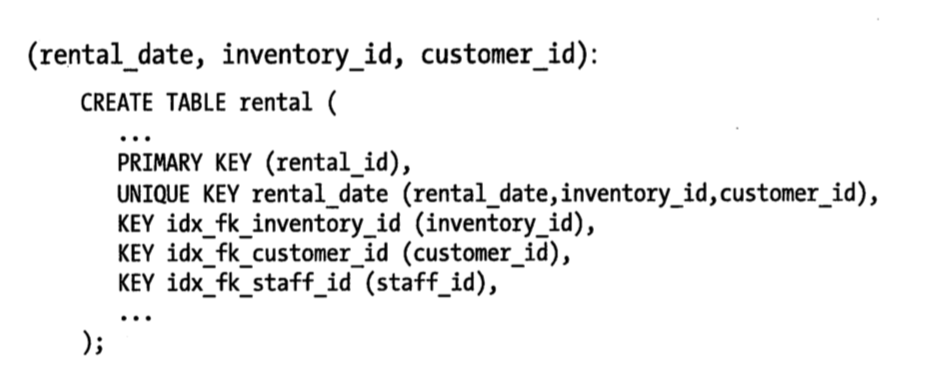 (rental_date, inventory_id, customer_id):
CREATE TABLE rental (
...
PRIMARY KEY (rental_id),
UNIQUE KEY rental_date (rental_date,inventory_id,customer_id),
KEY idx_fk_inventory_id (inventory_id),
KEY idx_fk_customer_id (customer_id),
KEY idx_fk_staff_id (staff_id),
...
);